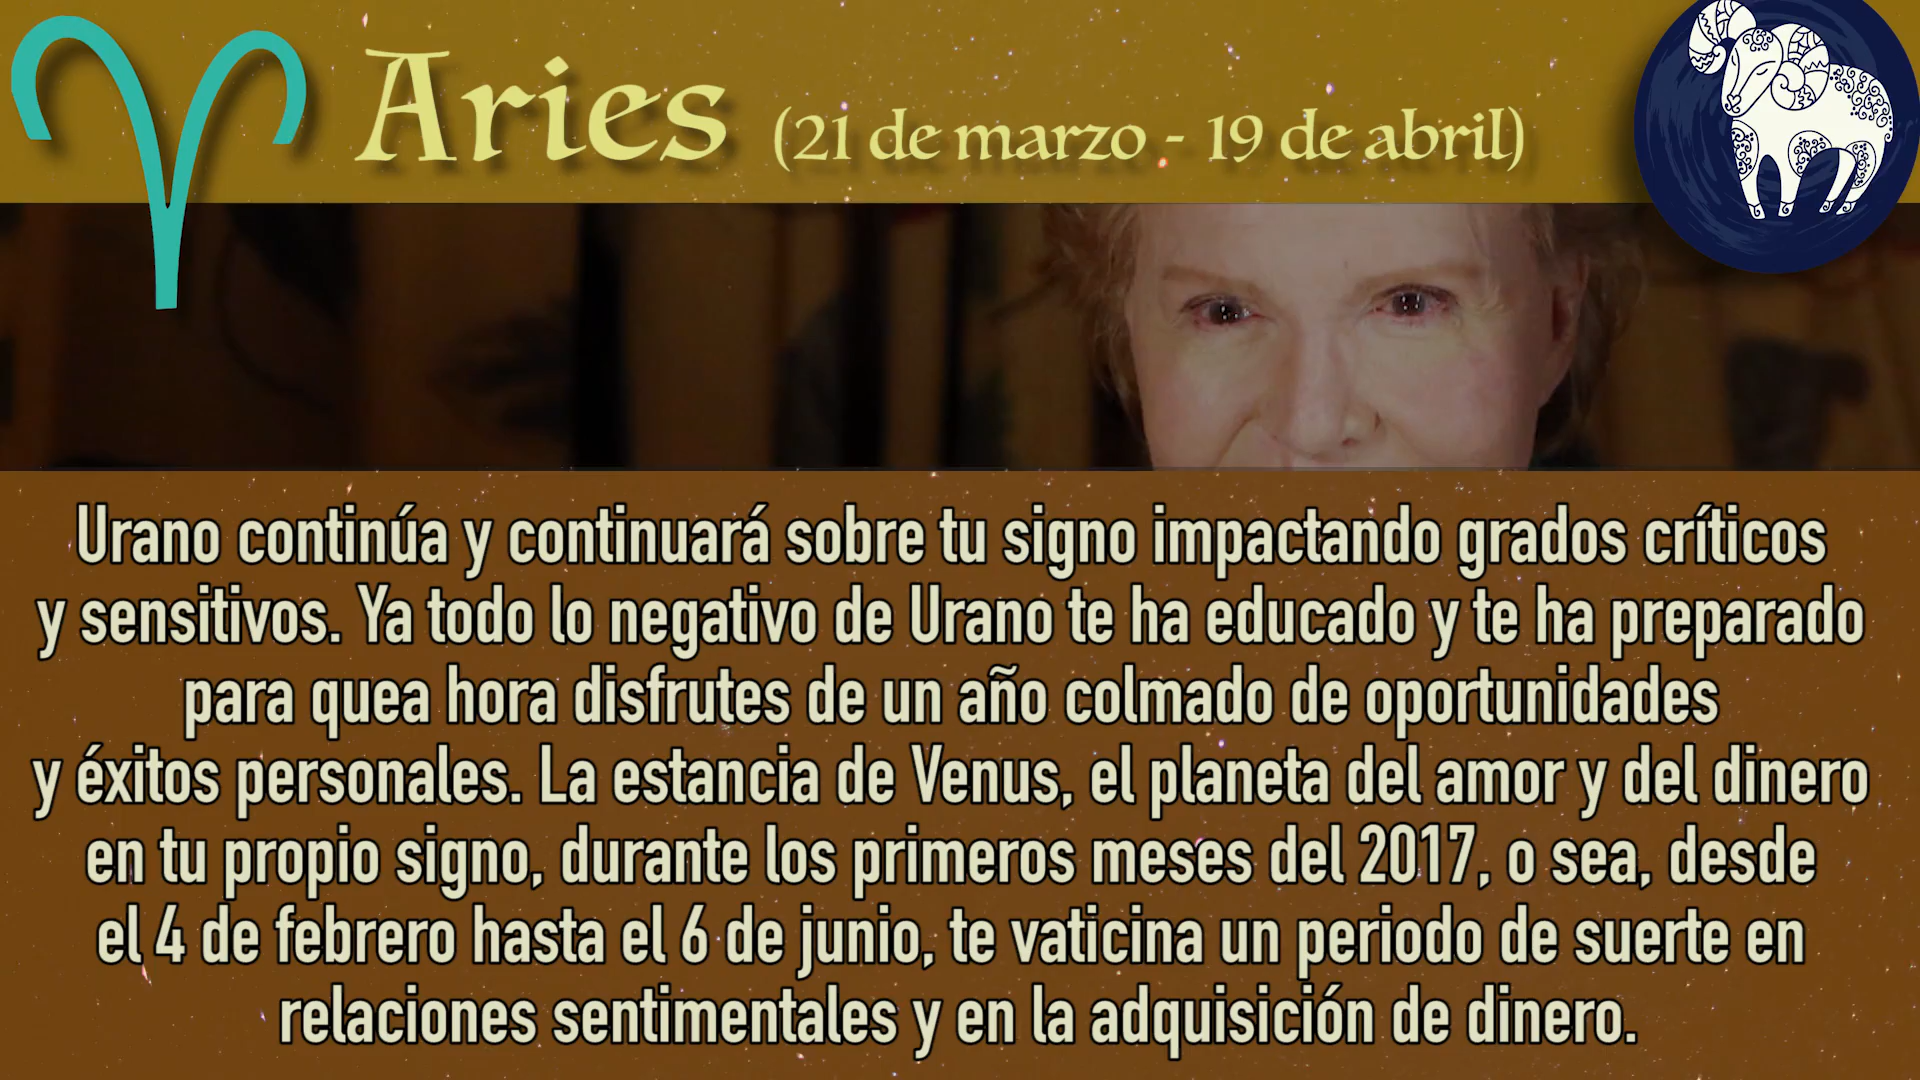 Aries (21 de marzo - 19 de abril)
Urano continúa y continuará sobre tu signo impactando grados críticos
y sensitivos. Ya todo lo negativo de Urano te ha educado y te ha preparado
para quea hora disfrutes de un año colmado de oportunidades
y éxitos personales. La estancia de Venus, el planeta del amor y del dinero
en tu propio signo, durante los primeros meses del 2017, o sea, desde
el 4 de febrero hasta el 6 de junio, te vaticina un periodo de suerte en
relaciones sentimentales y en la adquisición de dinero.